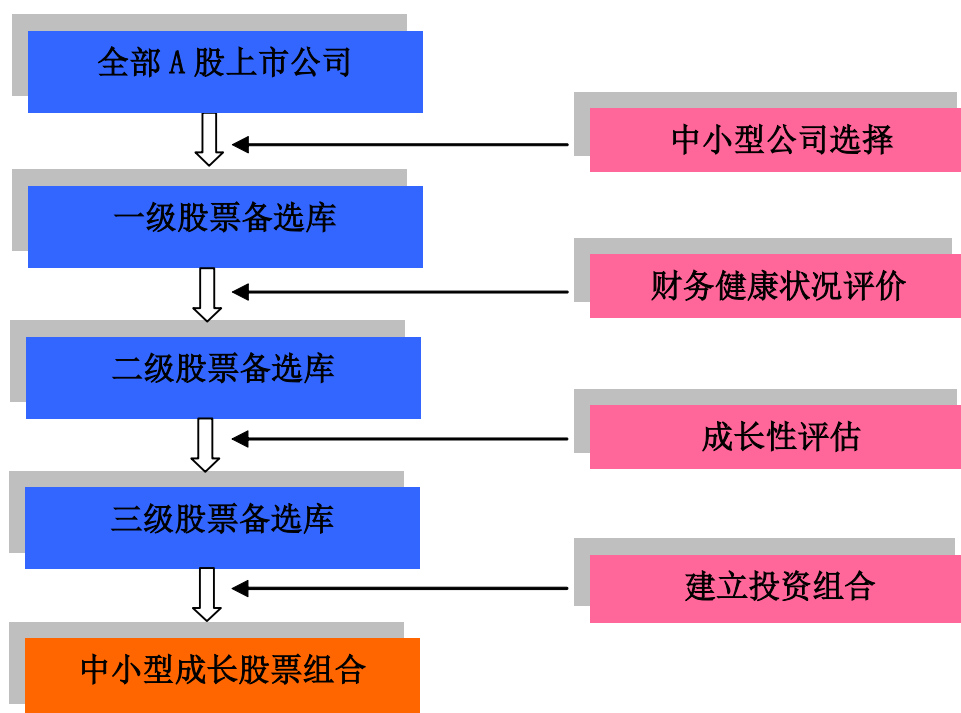 全部 A 股上市公司
中小型公司选择
一级股票备选库
财务健康状况评价
二级股票备选库
成长性评估
三级股票备选库
建立投资组合
中小型成长股票组合